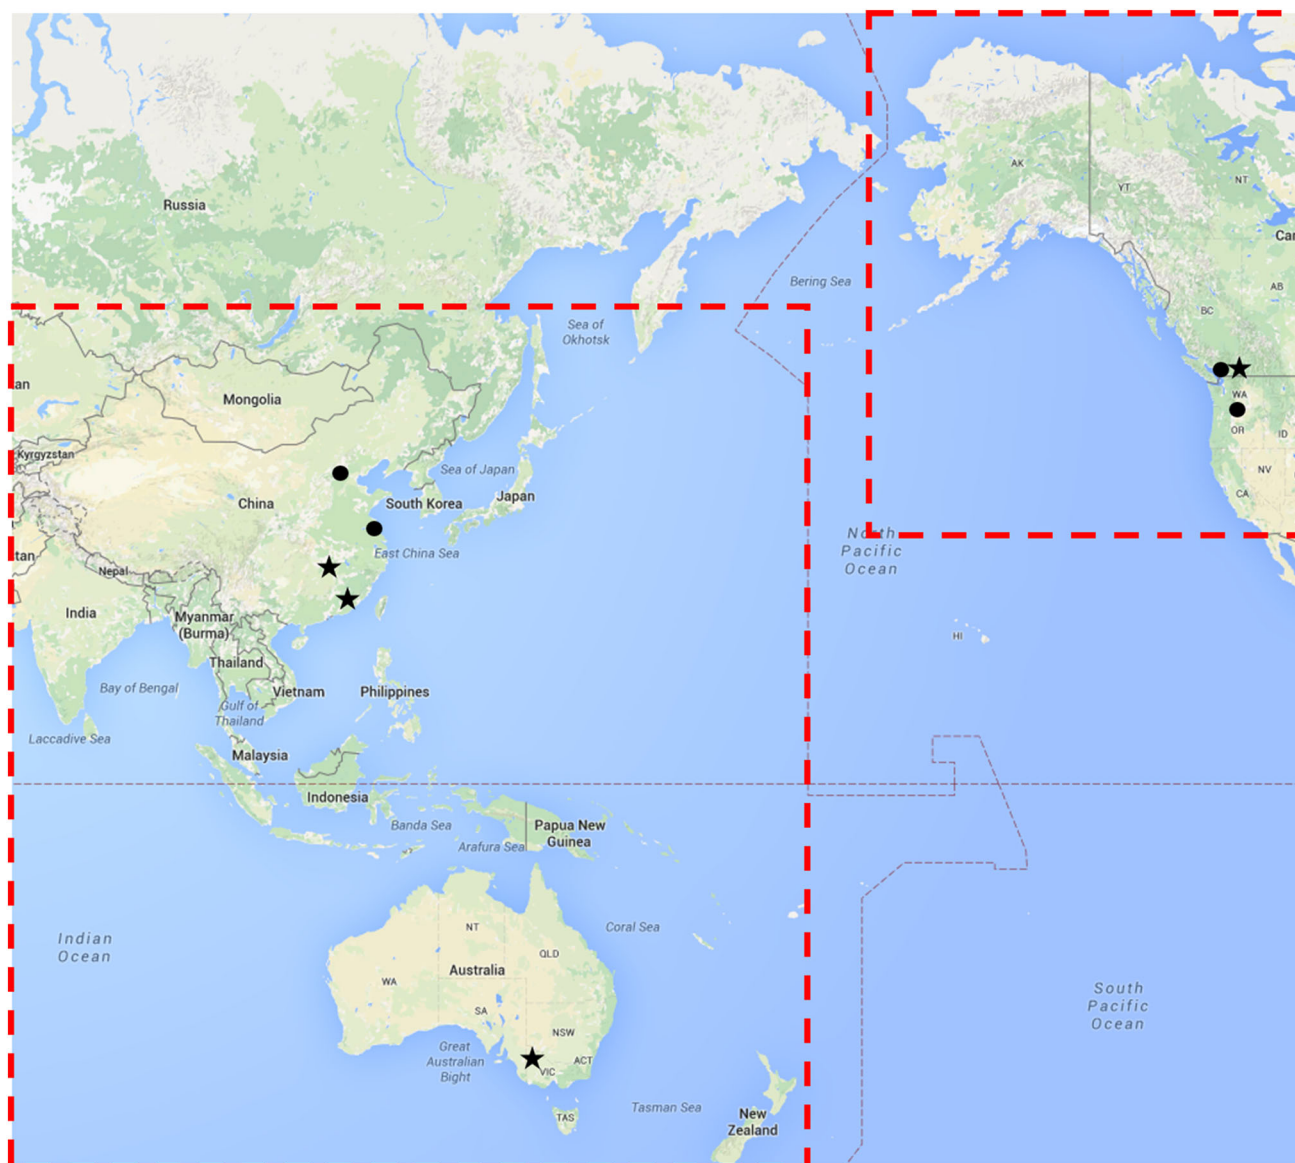 Russia
AK
YT
NT
Car
Bering Sea
AB
BC
Sea of
Okhotsk
an
Mongolia
WA
OR
ID
Kyrgyzstan
Sea of Japan
NV
China
South Korea
Japan
CA
tan
East China Sea
North
Pacific
Ocean
Nepal
India
Myanmar
(Burma)
HI
Thailand
Bay of Bengal
Vietnam
Philippines
Gulf of
Thailand
Laccadive Sea
Malaysia
Indonesia
Banda Sea
Papua New
Guinea
Arafura Sea
Indian
Ocean
NT
Coral Sea
QLD
Australia
WA
South
Pacific
Ocean
SA
NSW
Great
Australian
Bight
ACT
VIC
TAS
Tasman Sea
New
Zealand